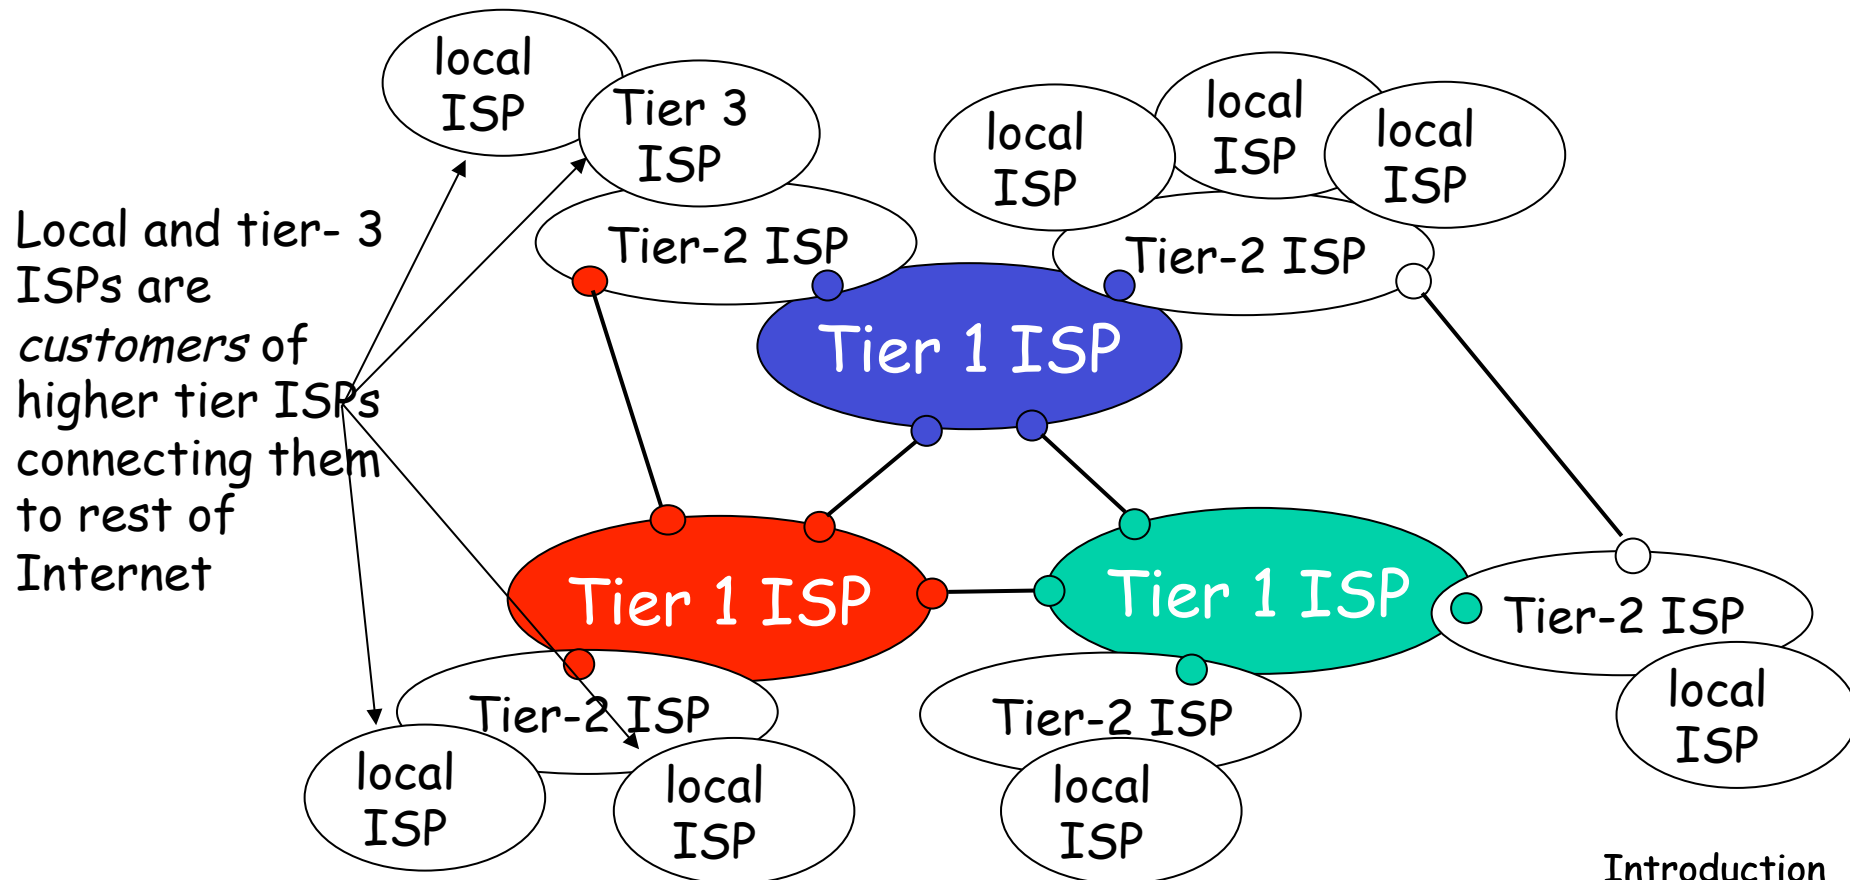 local
ISP
Tier 3
ISP
local
ISP
local
ISP
local
ISP
Local and tier- 3
ISPs are
customers of
higher tier ISPs
connecting them
to rest of
Internet
Tier-2 ISP
Tier-2 ISP
Tier 1 ISP
Tier 1 ISP
Tier 1 ISP
Tier-2 ISP
Tier-2 ISP
Tier-2 ISP
local
ISP
local
ISP
local
ISP
local
ISP
Introduction